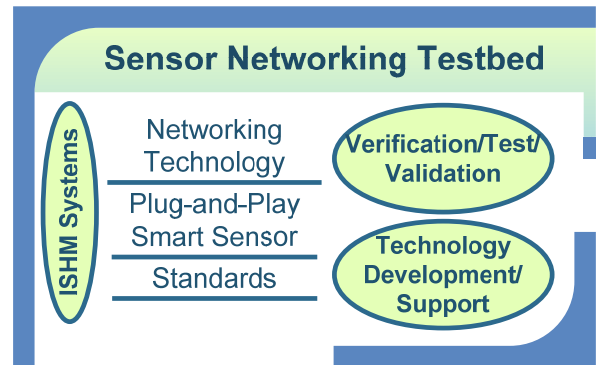 Sensor Networking Testbed
ISHM Systems
Networking
Technology
Plug-and-Play
Smart Sensor
Standards
Verification/Test/
Validation
Technology
Development/
Support